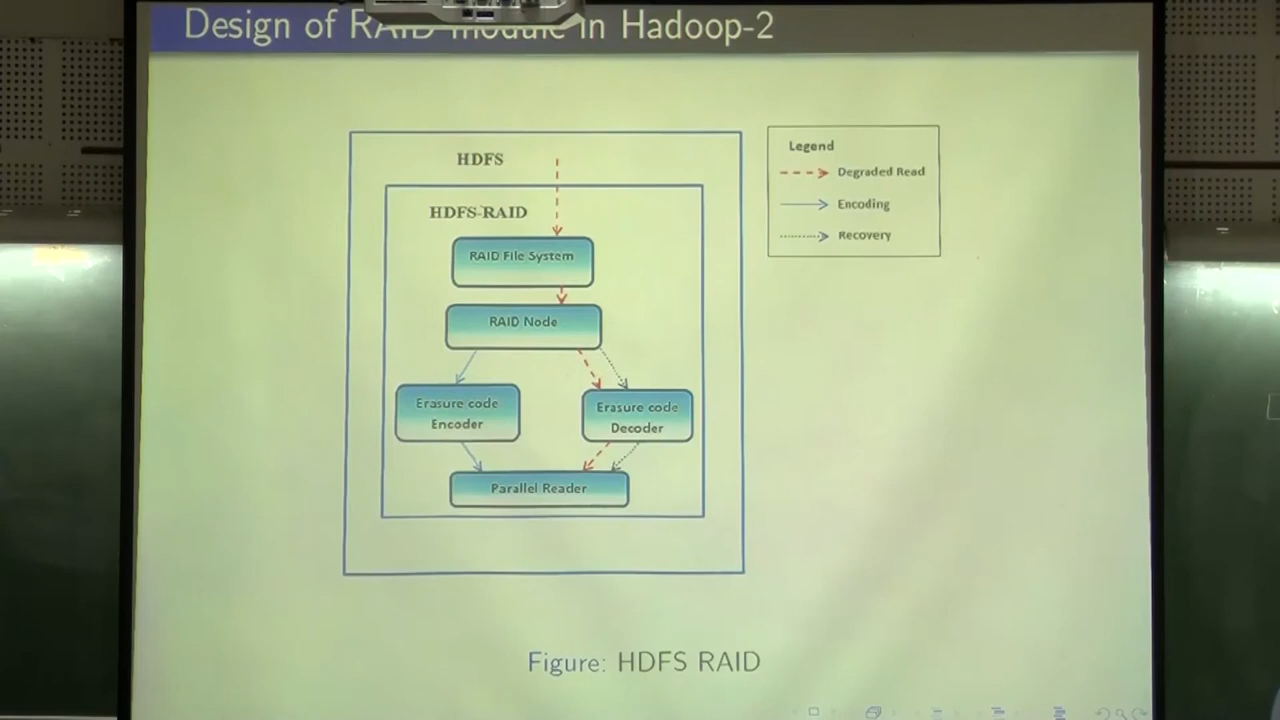 Design of RAID module in Hadoop-2
HDFS
HDFS-RAID
RAID File System
RAID Node
Erasure code
Encoder
Erasure code
Decoder
Parallel Reader
Legend
Degraded Read
Encoding
Recovery
Figure: HDFS RAID